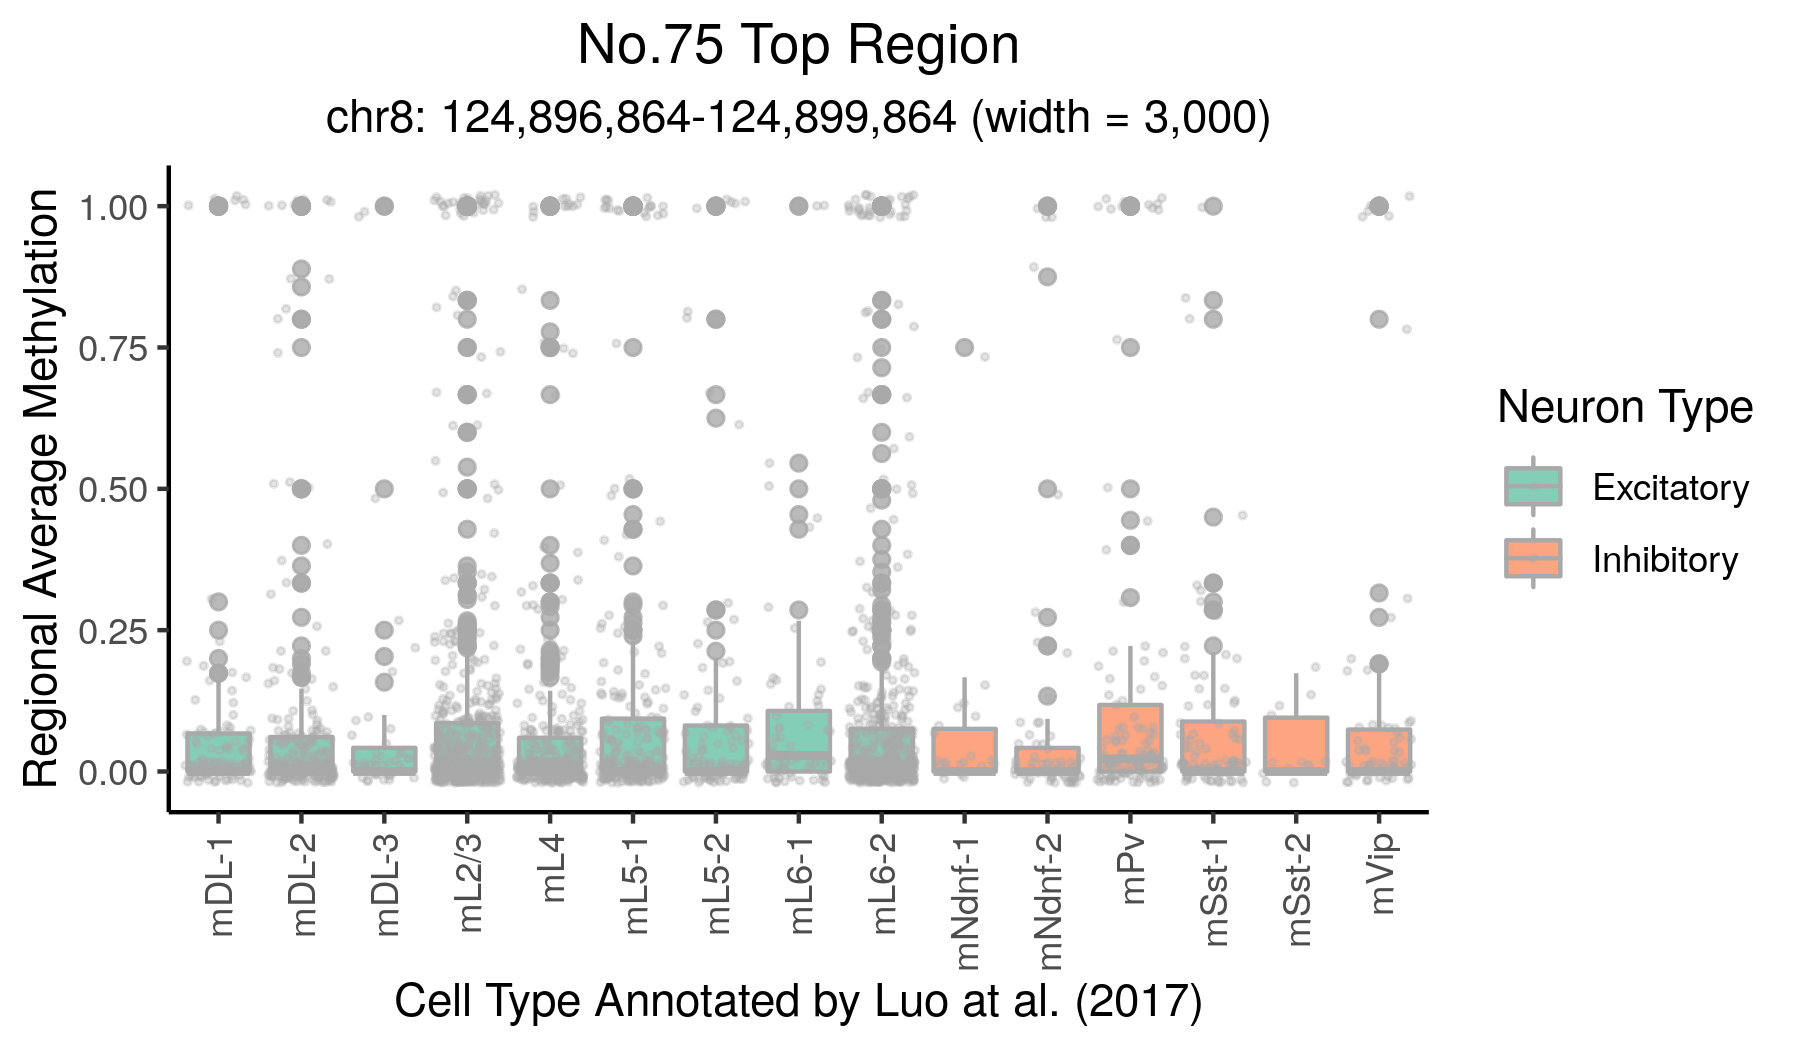 No.75 Top Region
chr8: 124,896,864-124,899,864 (width = 3,000)
Regional Average Methylation
1.00
0.75
0.50
0.25
0.00
mDL-1
mDL-2
mDL-3
mL2/3
mL4
mL5-1
mL5-2
mL6-1
mL6-2
mNdnf-1
mNdnf-2
mPv
mSst-1
mSst-2
mVip
Cell Type Annotated by Luo at al. (2017)
Neuron Type
Excitatory
Inhibitory